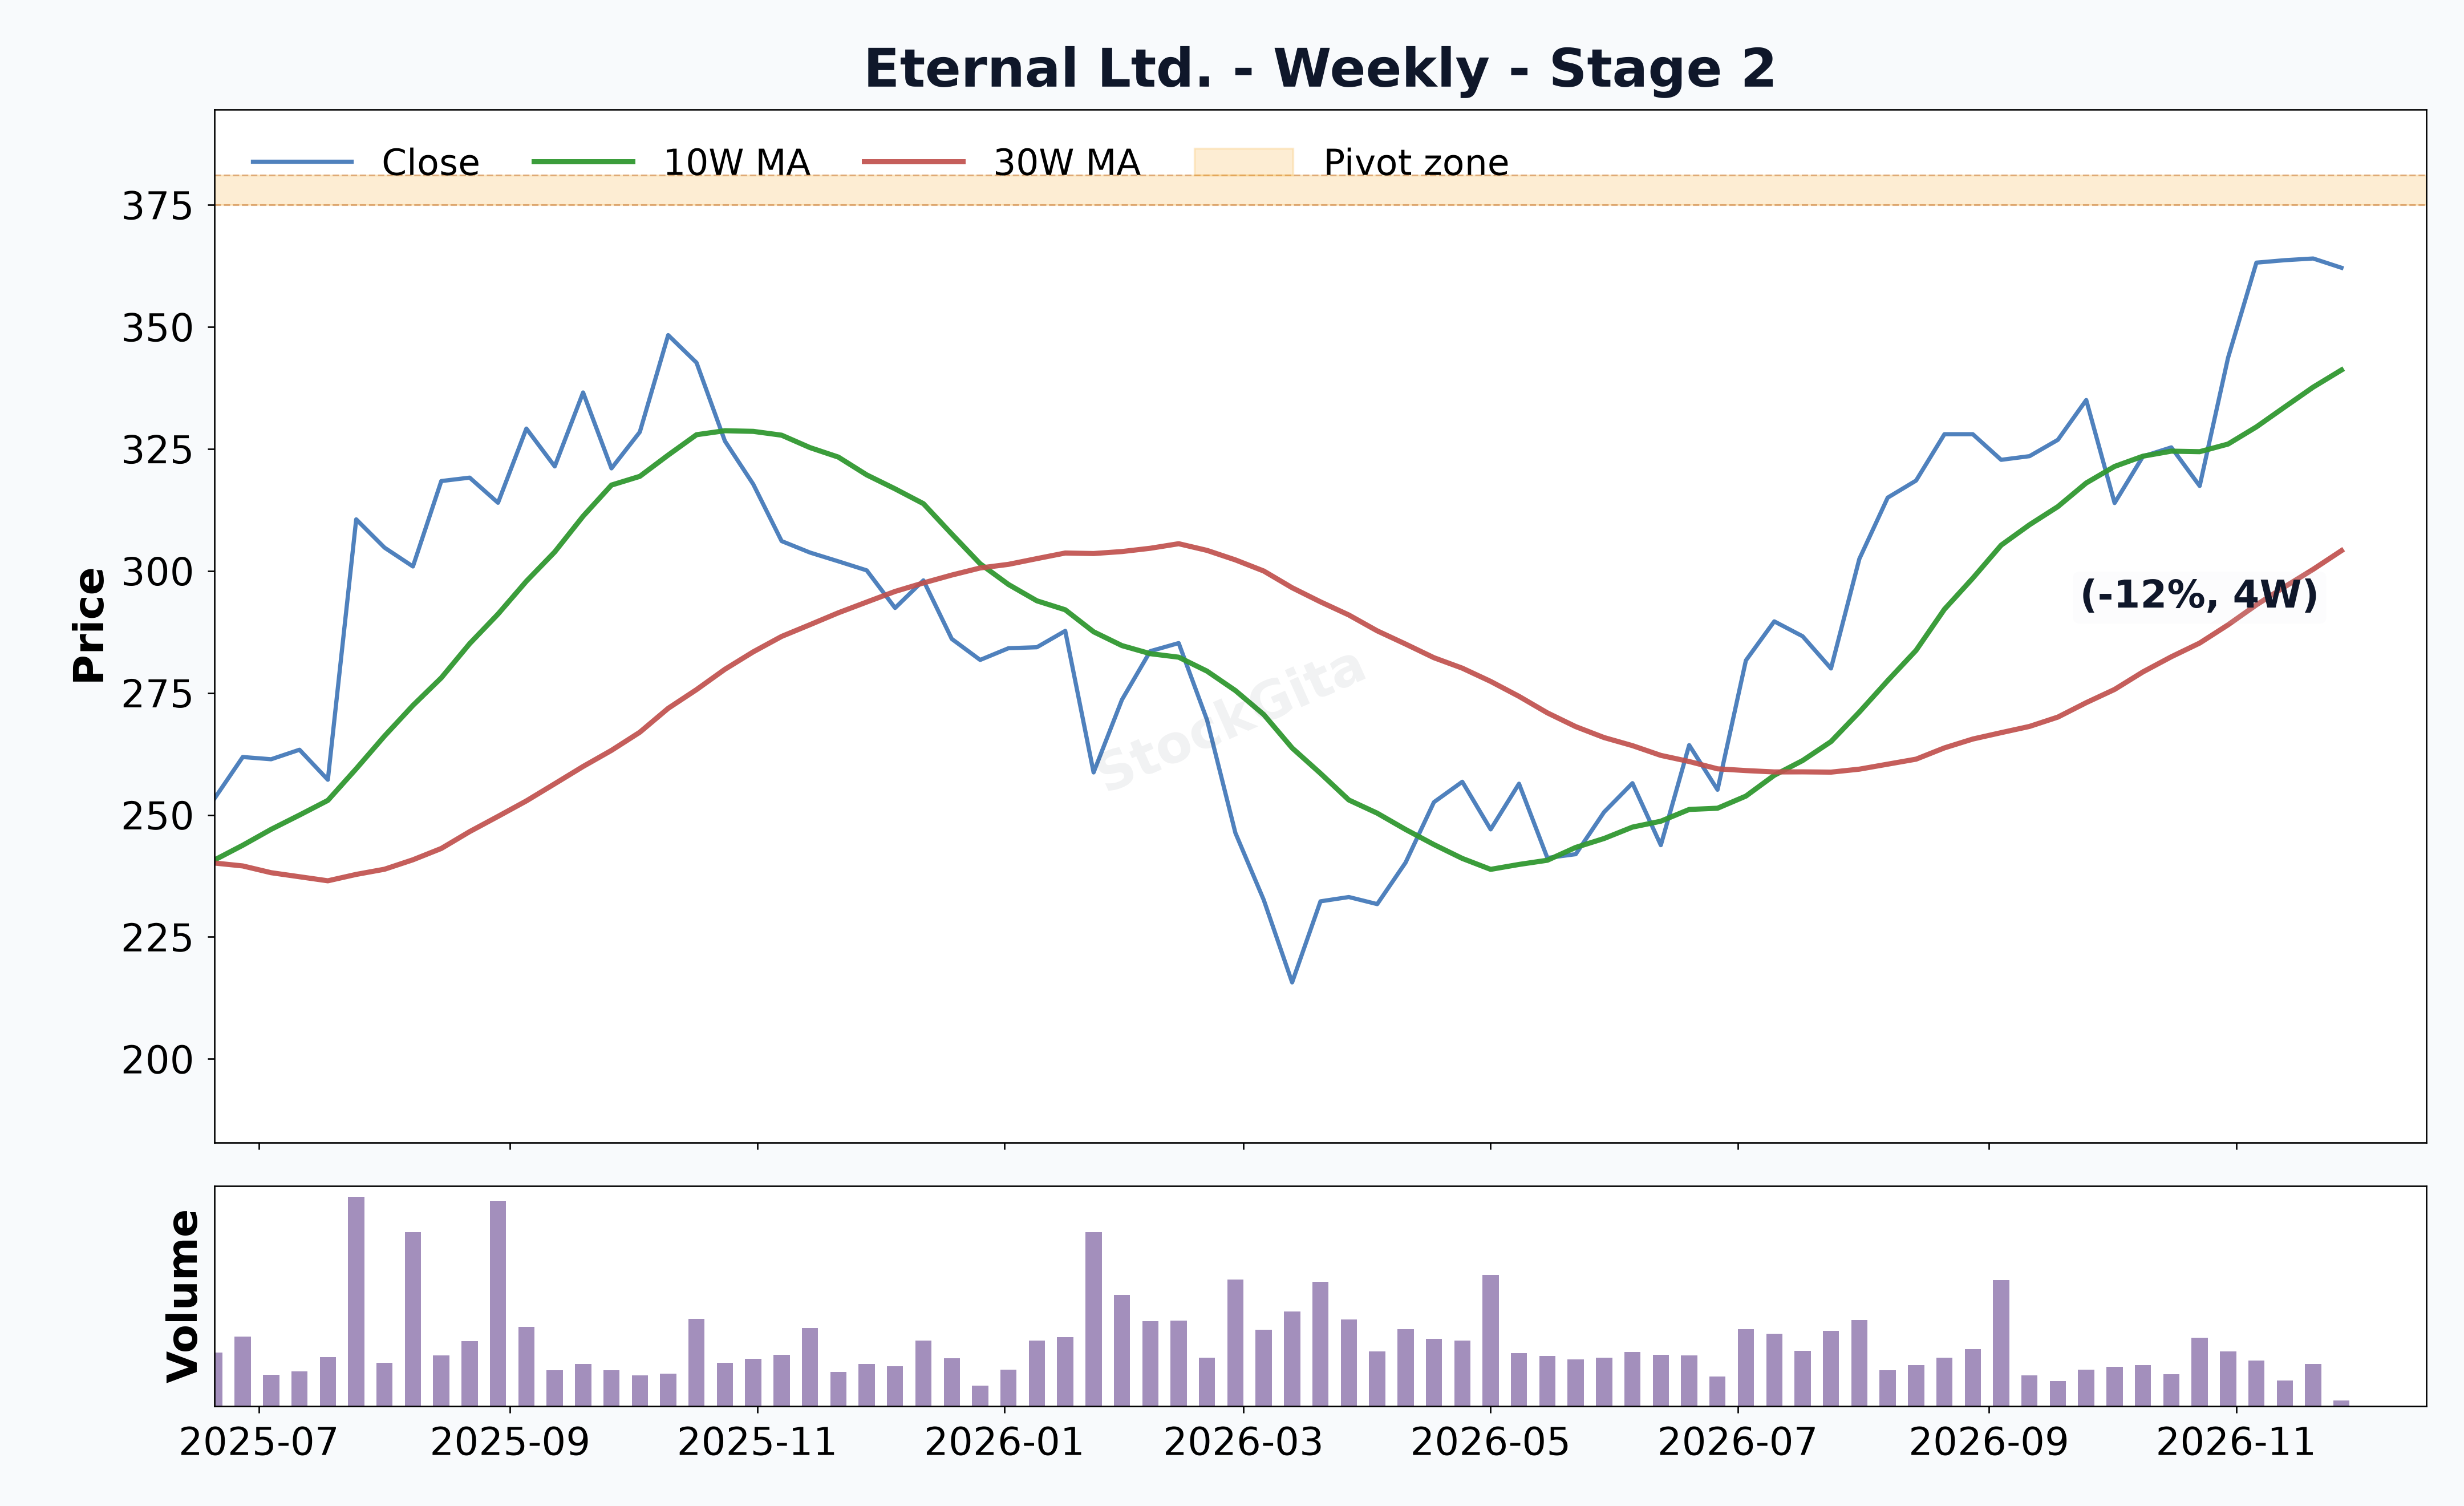 Eternal Ltd. - Weekly - Stage 2
Close 10W MA 30W MA Pivot zone
375
350
325
300
275
250
225
200
Price
(-12%, 4W)
StockGita
Volume
2025-07 2025-09 2025-11 2026-01 2026-03 2026-05 2026-07 2026-09 2026-11